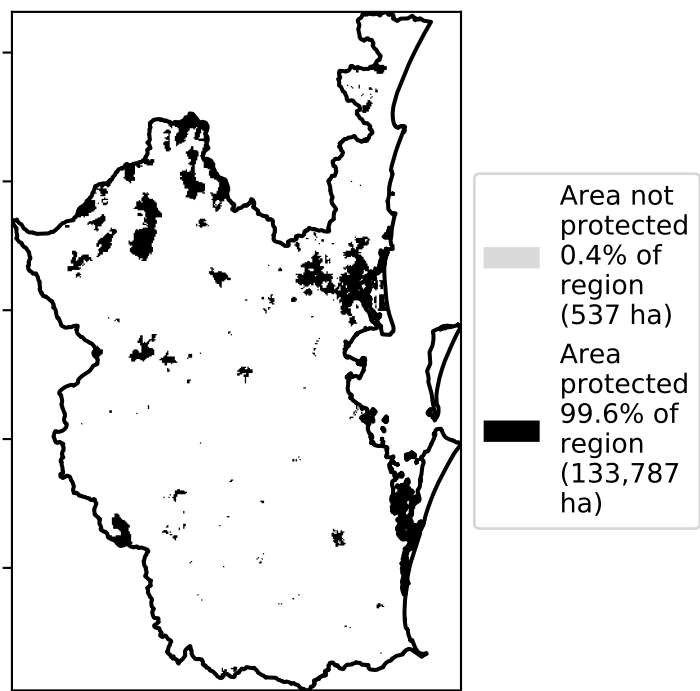 Area not
protected
0.4% of
region
(537 ha)
Area
protected
99.6% of
region
(133,787
ha)